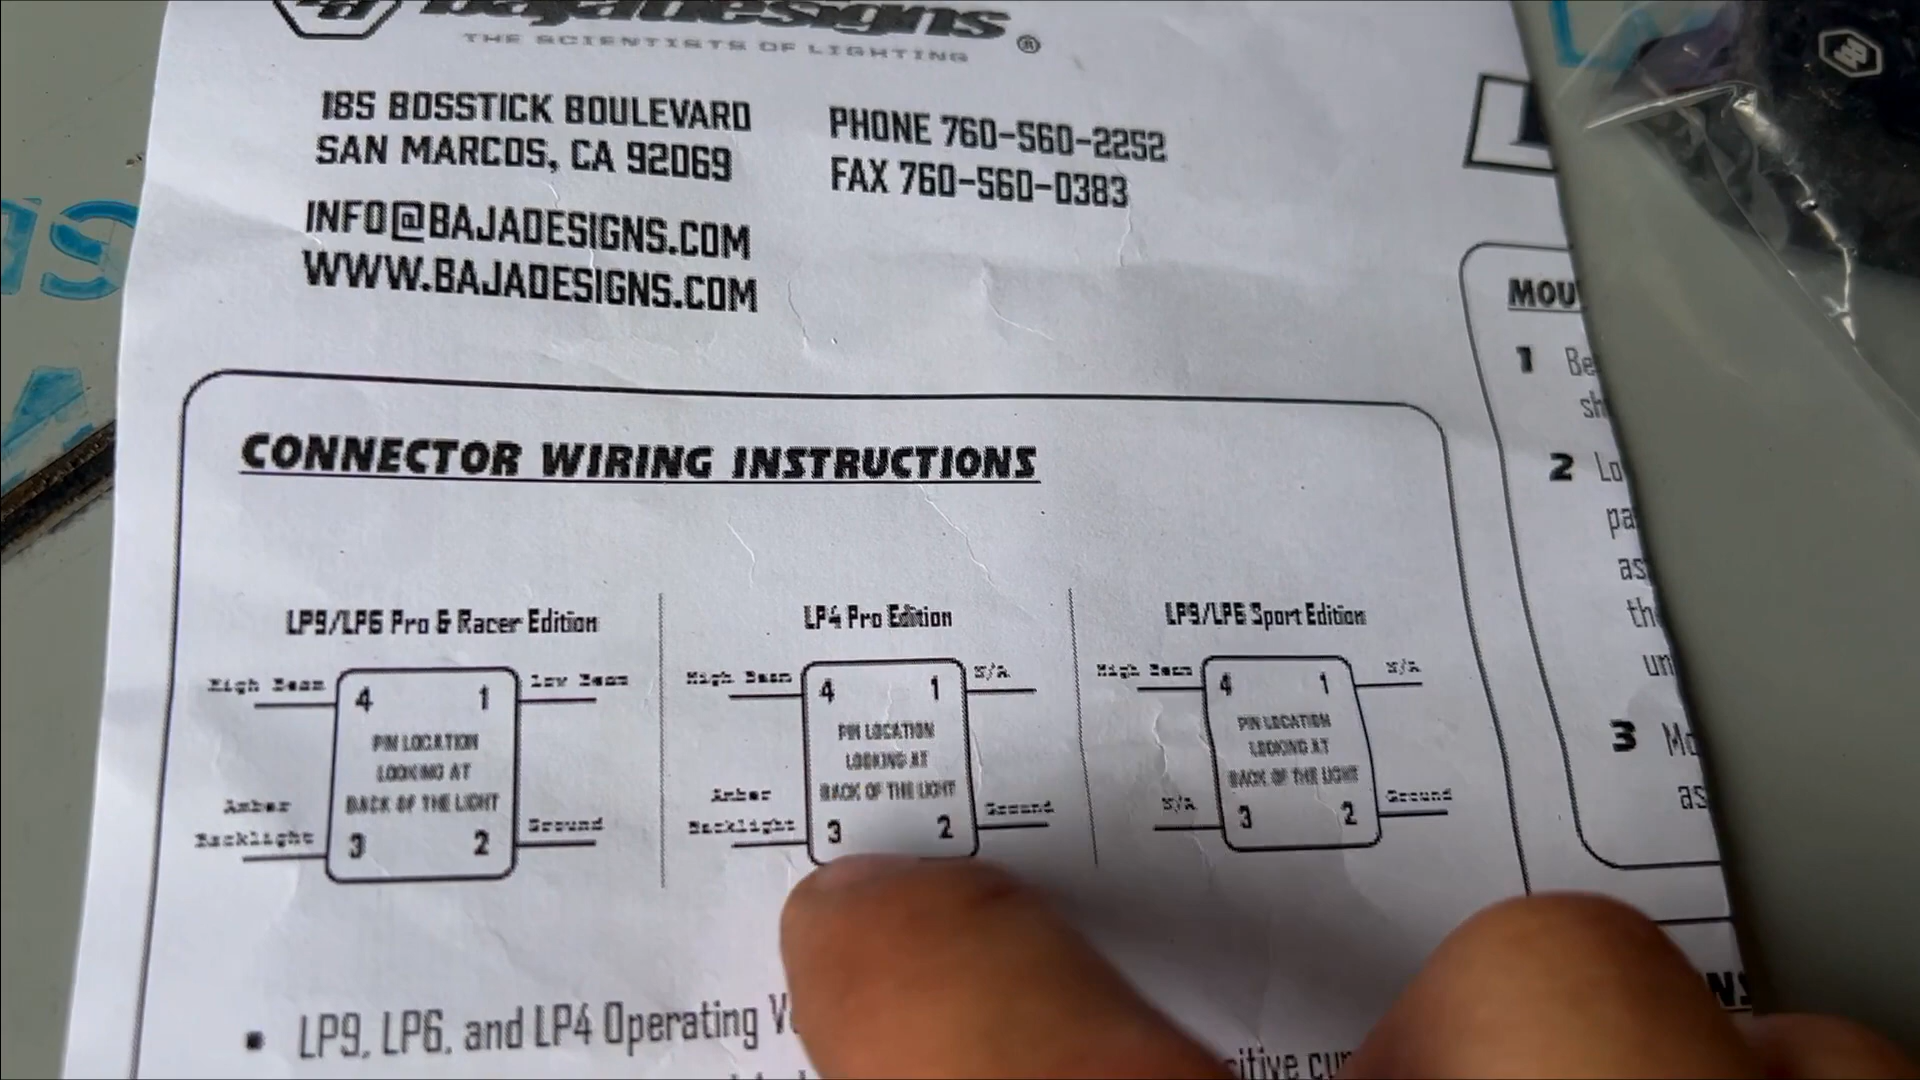 bajadesigns
THE SCIENTISTS OF LIGHTING ®
185 BOSSTICK BOULEVARD
SAN MARCOS, CA 92069
PHONE 760-560-2252
FAX 760-560-0383
INFO@BAJADESIGNS.COM
WWW.BAJADESIGNS.COM
CONNECTOR WIRING INSTRUCTIONS
LP9/LP6 Pro & Racer Edition
High Beam
4
1
Low Beam
PIN LOCATION
LOOKING AT
BACK OF THE LIGHT
Amber
Backlight
3
2
Ground
LP4 Pro Edition
High Beam
4
1
N/A
PIN LOCATION
LOOKING AT
BACK OF THE LIGHT
Amber
Backlight
3
2
Ground
LP9/LP6 Sport Edition
High Beam
4
1
N/A
PIN LOCATION
LOOKING AT
BACK OF THE LIGHT
N/A
3
2
Ground
▪ LP9, LP6, and LP4 Operating
1
2
3